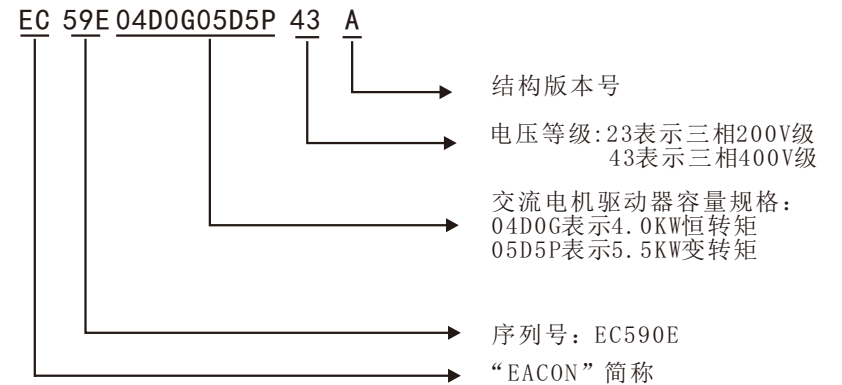 EC 59E 04D0G05D5P 43 A
结构版本号
电压等级:23表示三相200V级
43表示三相400V级
交流电机驱动器容量规格：
04D0G表示4.0KW恒转矩
05D5P表示5.5KW变转矩
序列号：EC590E
“EACON”简称